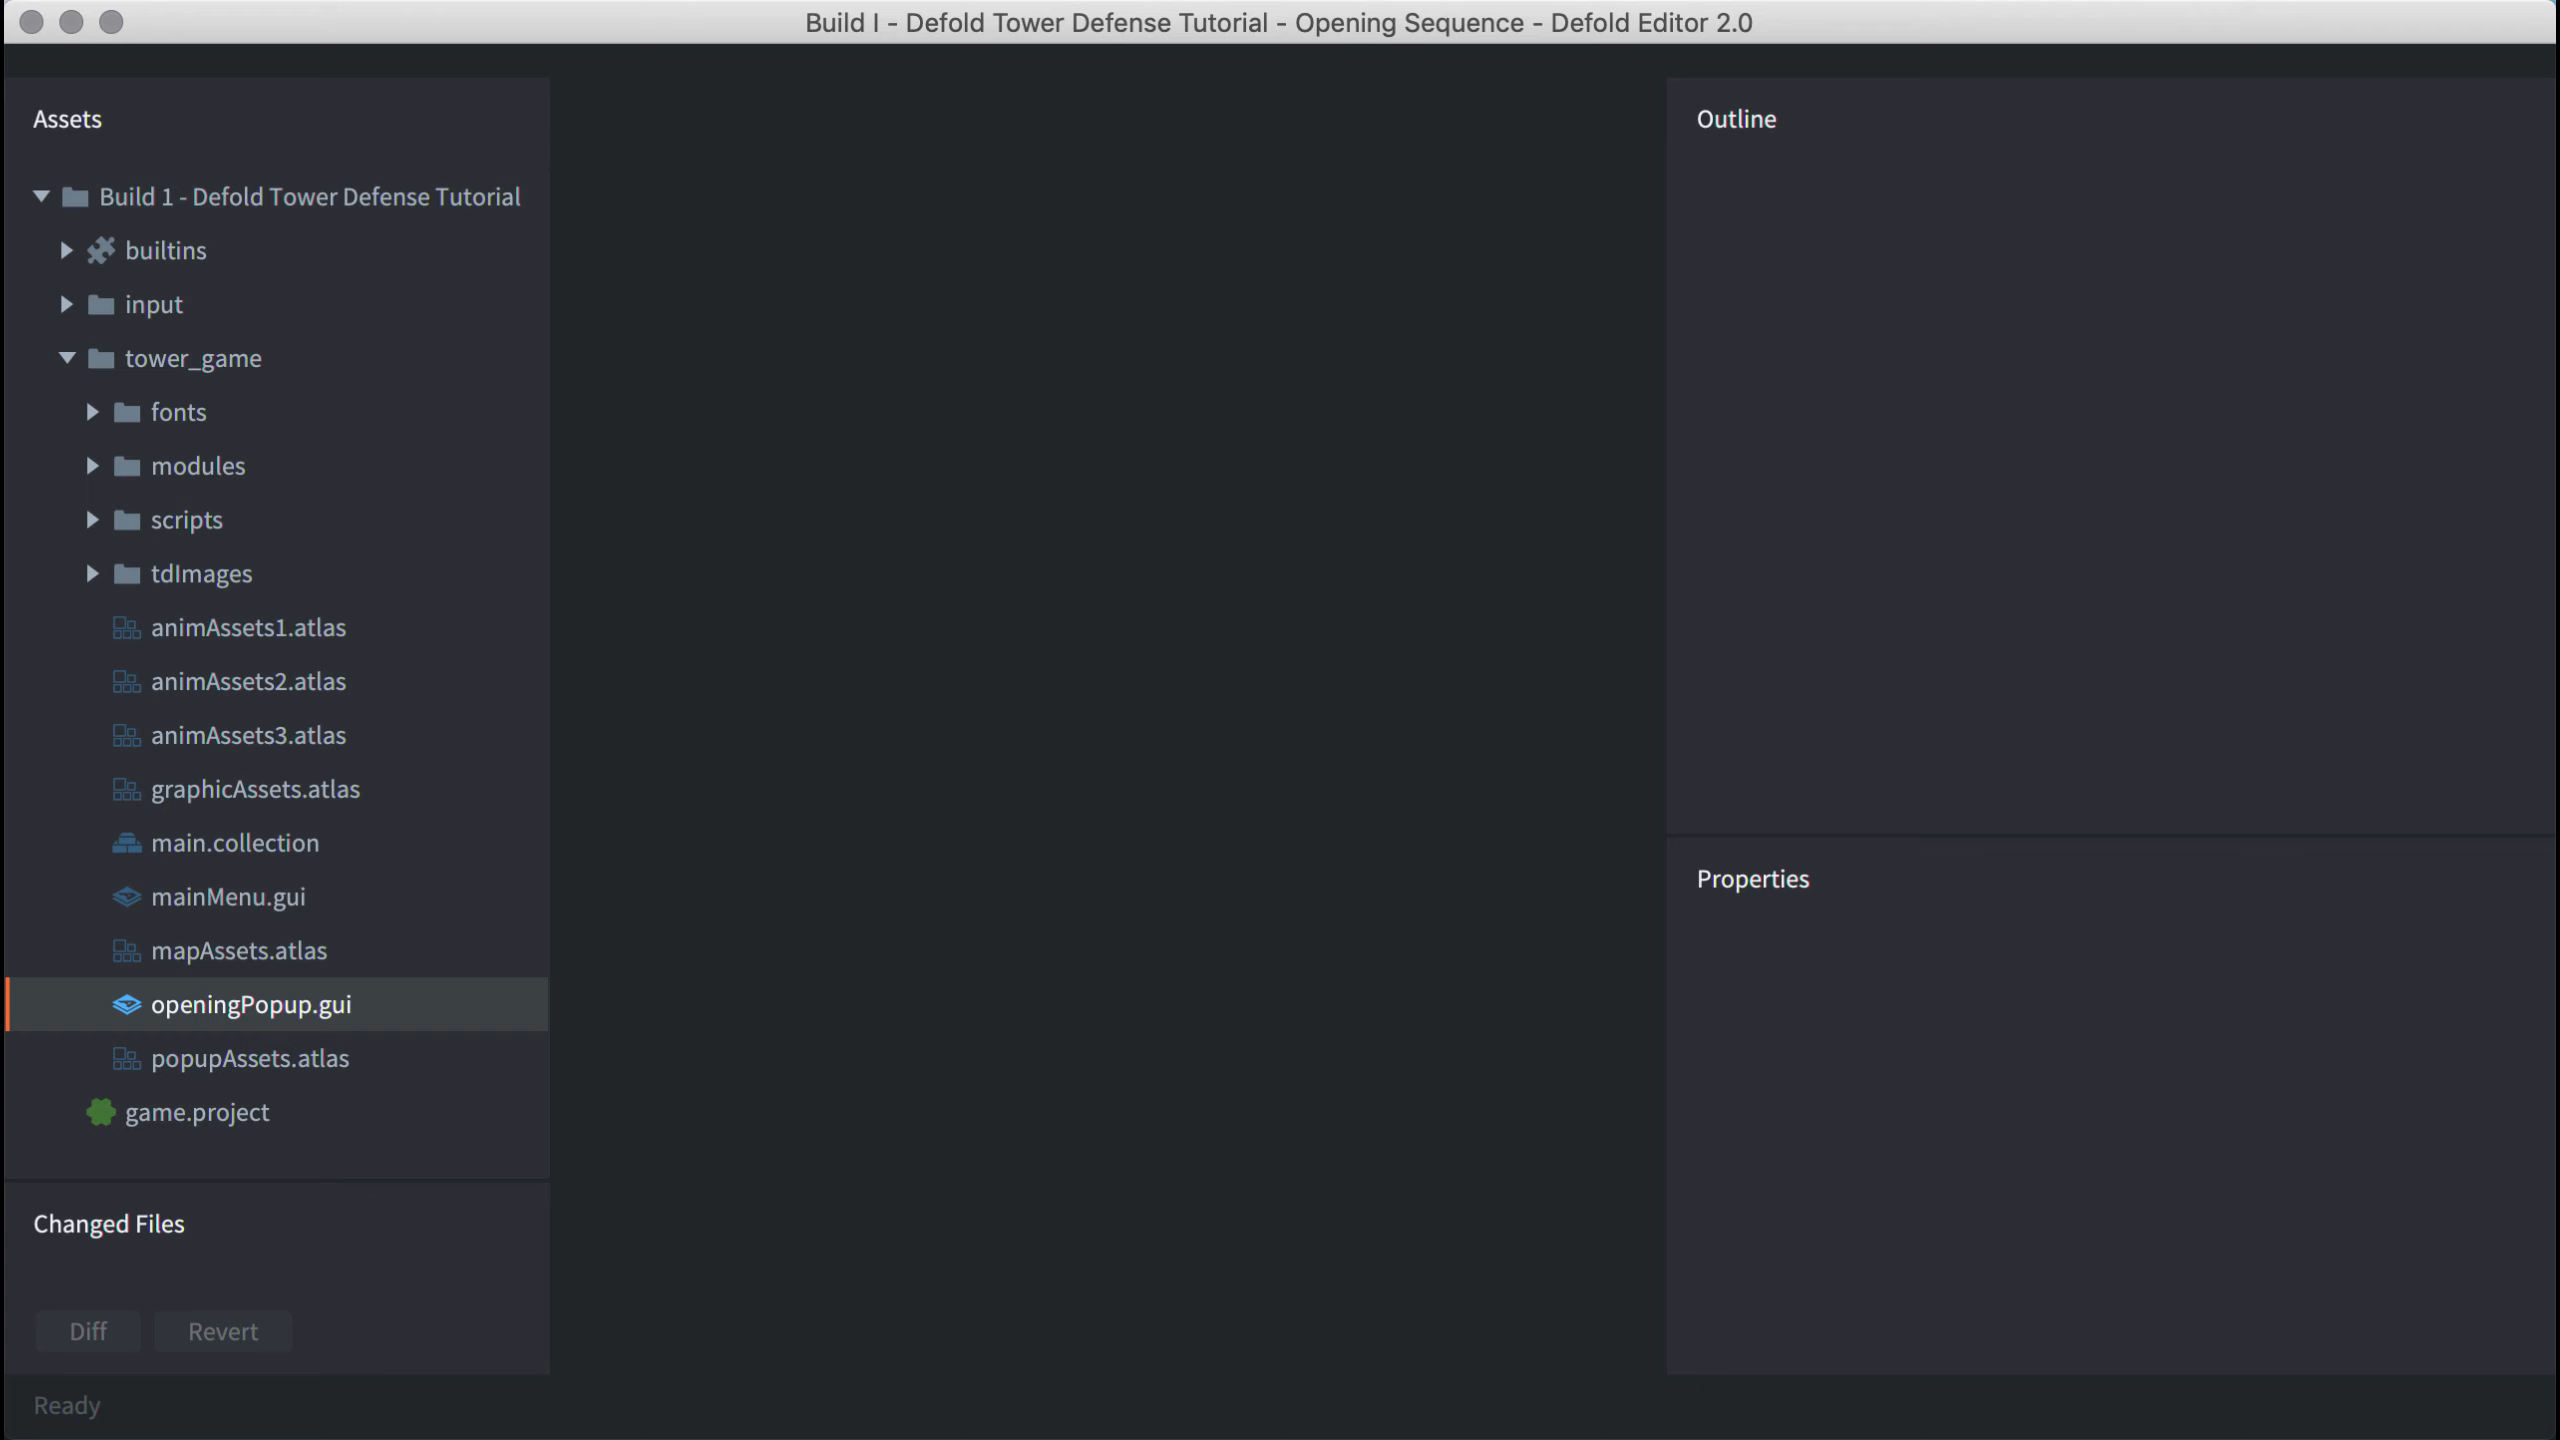 Build I - Defold Tower Defense Tutorial - Opening Sequence - Defold Editor 2.0
Assets
Build 1 - Defold Tower Defense Tutorial
builtins
input
tower_game
fonts
modules
scripts
tdImages
animAssets1.atlas
animAssets2.atlas
animAssets3.atlas
graphicAssets.atlas
main.collection
mainMenu.gui
mapAssets.atlas
openingPopup.gui
popupAssets.atlas
game.project
Changed Files
Diff Revert
Ready
Outline
Properties